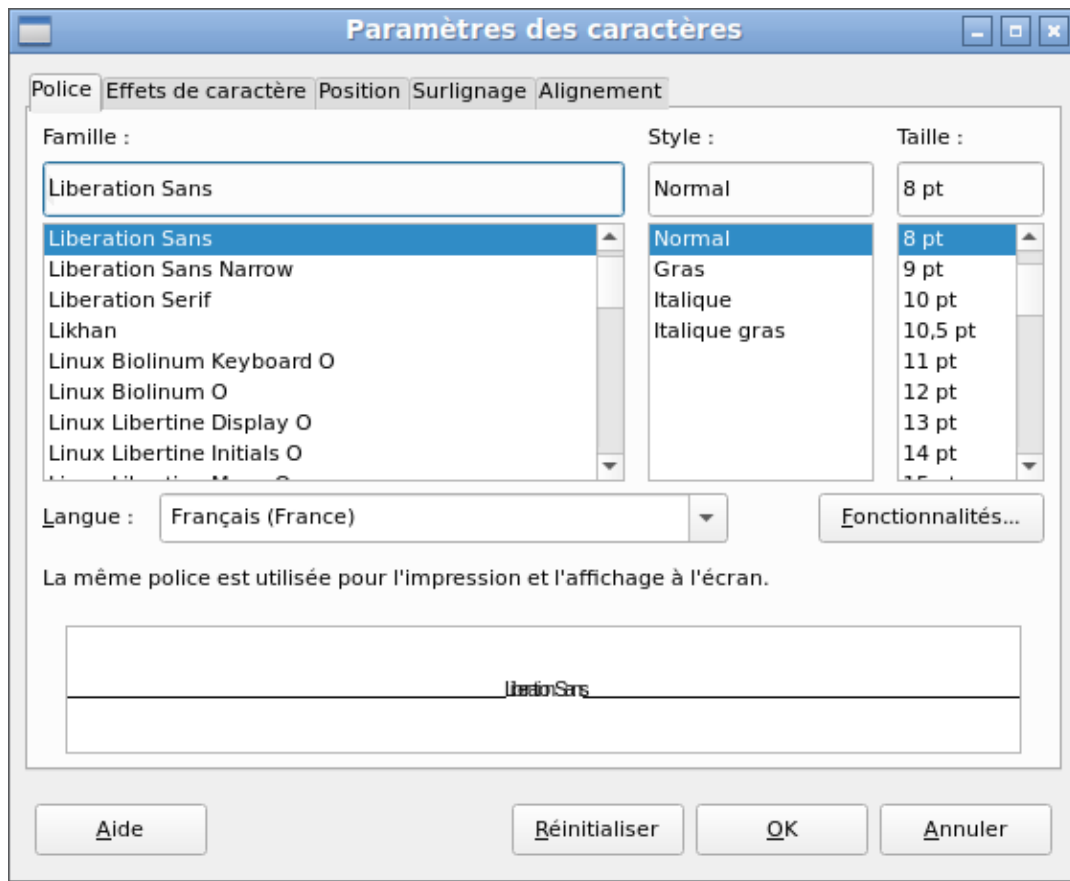 Paramètres des caractères
Police Effets de caractère Position Surlignage Alignement
Famille : Style : Taille :
Liberation Sans Normal 8 pt
Liberation Sans Normal 8 pt
Liberation Sans Narrow Gras 9 pt
Liberation Serif Italique 10 pt
Likhan Italique gras 10,5 pt
Linux Biolinum Keyboard O 11 pt
Linux Biolinum O 12 pt
Linux Libertine Display O 13 pt
Linux Libertine Initials O 14 pt
Langue : Français (France) Fonctionnalités...
La même police est utilisée pour l'impression et l'affichage à l'écran.
Liberation Sans
Aide Réinitialiser OK Annuler